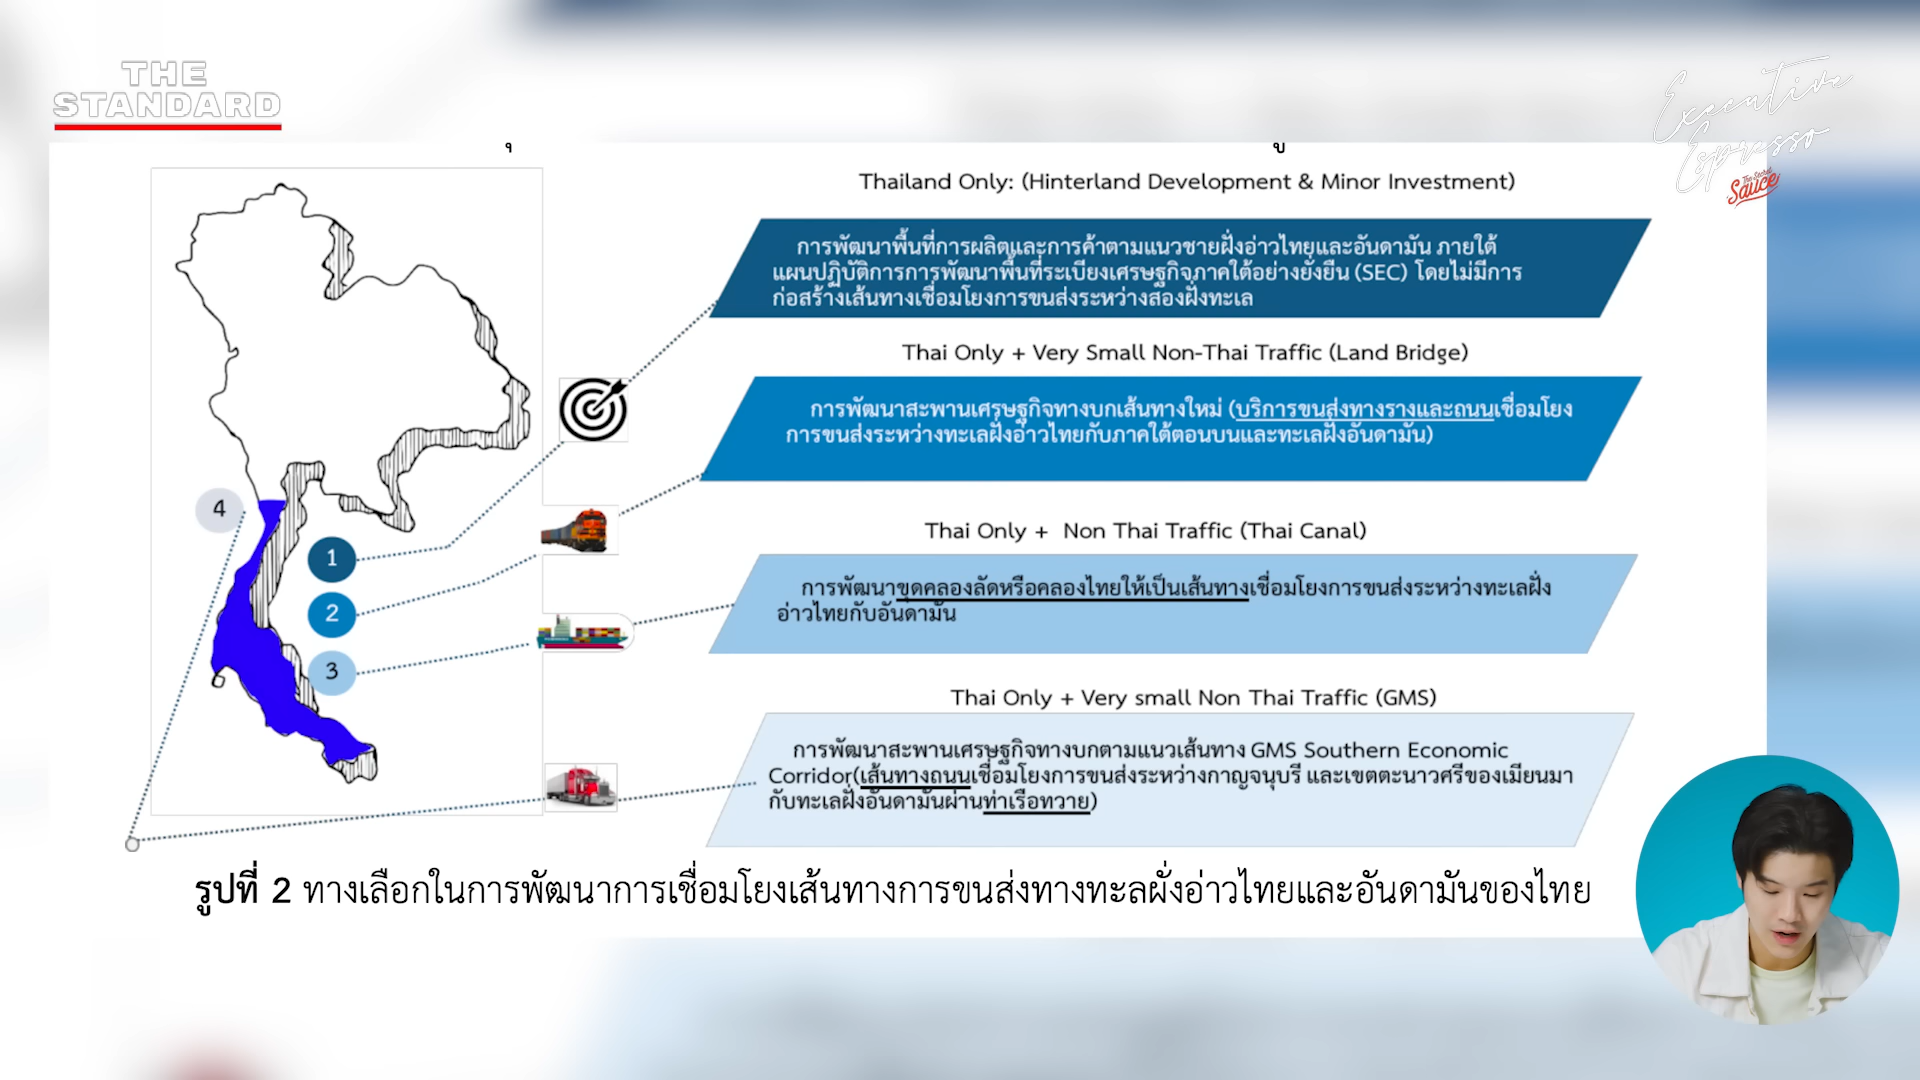 THE
STANDARD
Executive
Espresso
The Secret
Sauce
Thailand Only: (Hinterland Development & Minor Investment)
การพัฒนาพื้นที่การผลิตและการค้าตามแนวชายฝั่งอ่าวไทยและอันดามัน ภายใต้
แผนปฏิบัติการการพัฒนาพื้นที่ระเบียงเศรษฐกิจภาคใต้อย่างยั่งยืน (SEC) โดยไม่มีการ
ก่อสร้างเส้นทางเชื่อมโยงการขนส่งระหว่างสองฝั่งทะเล
Thai Only + Very Small Non-Thai Traffic (Land Bridge)
การพัฒนาสะพานเศรษฐกิจทางบกเส้นทางใหม่ (บริการขนส่งทางรางและถนนเชื่อมโยง
การขนส่งระหว่างทะเลฝั่งอ่าวไทยกับภาคใต้ตอนบนและทะเลฝั่งอันดามัน)
Thai Only + Non Thai Traffic (Thai Canal)
การพัฒนาขุดคลองลัดหรือคลองไทยให้เป็นเส้นทางเชื่อมโยงการขนส่งระหว่างทะเลฝั่ง
อ่าวไทยกับอันดามัน
Thai Only + Very small Non Thai Traffic (GMS)
การพัฒนาสะพานเศรษฐกิจทางบกตามแนวเส้นทาง GMS Southern Economic
Corridor(เส้นทางถนนเชื่อมโยงการขนส่งระหว่างกาญจนบุรี และเขตตะนาวศรีของเมียนมา
กับทะเลฝั่งอันดามันผ่านท่าเรือทวาย)
4
1
2
3
รูปที่ 2 ทางเลือกในการพัฒนาการเชื่อมโยงเส้นทางการขนส่งทางทะลผั่งอ่าวไทยและอันดามันของไทย